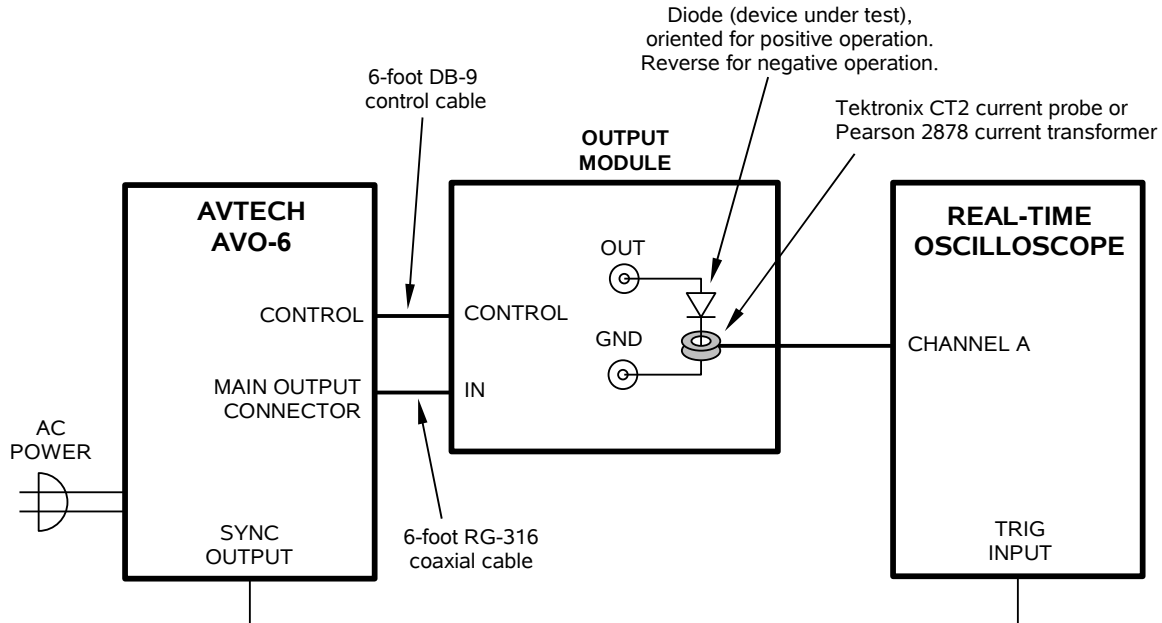 Diode (device under test),
oriented for positive operation.
Reverse for negative operation.
6-foot DB-9
control cable
Tektronix CT2 current probe or
Pearson 2878 current transformer
OUTPUT
MODULE
AVTECH
AVO-6
REAL-TIME
OSCILLOSCOPE
OUT
CONTROL
CONTROL
GND
CHANNEL A
MAIN OUTPUT
CONNECTOR
IN
AC
POWER
SYNC
OUTPUT
6-foot RG-316
coaxial cable
TRIG
INPUT